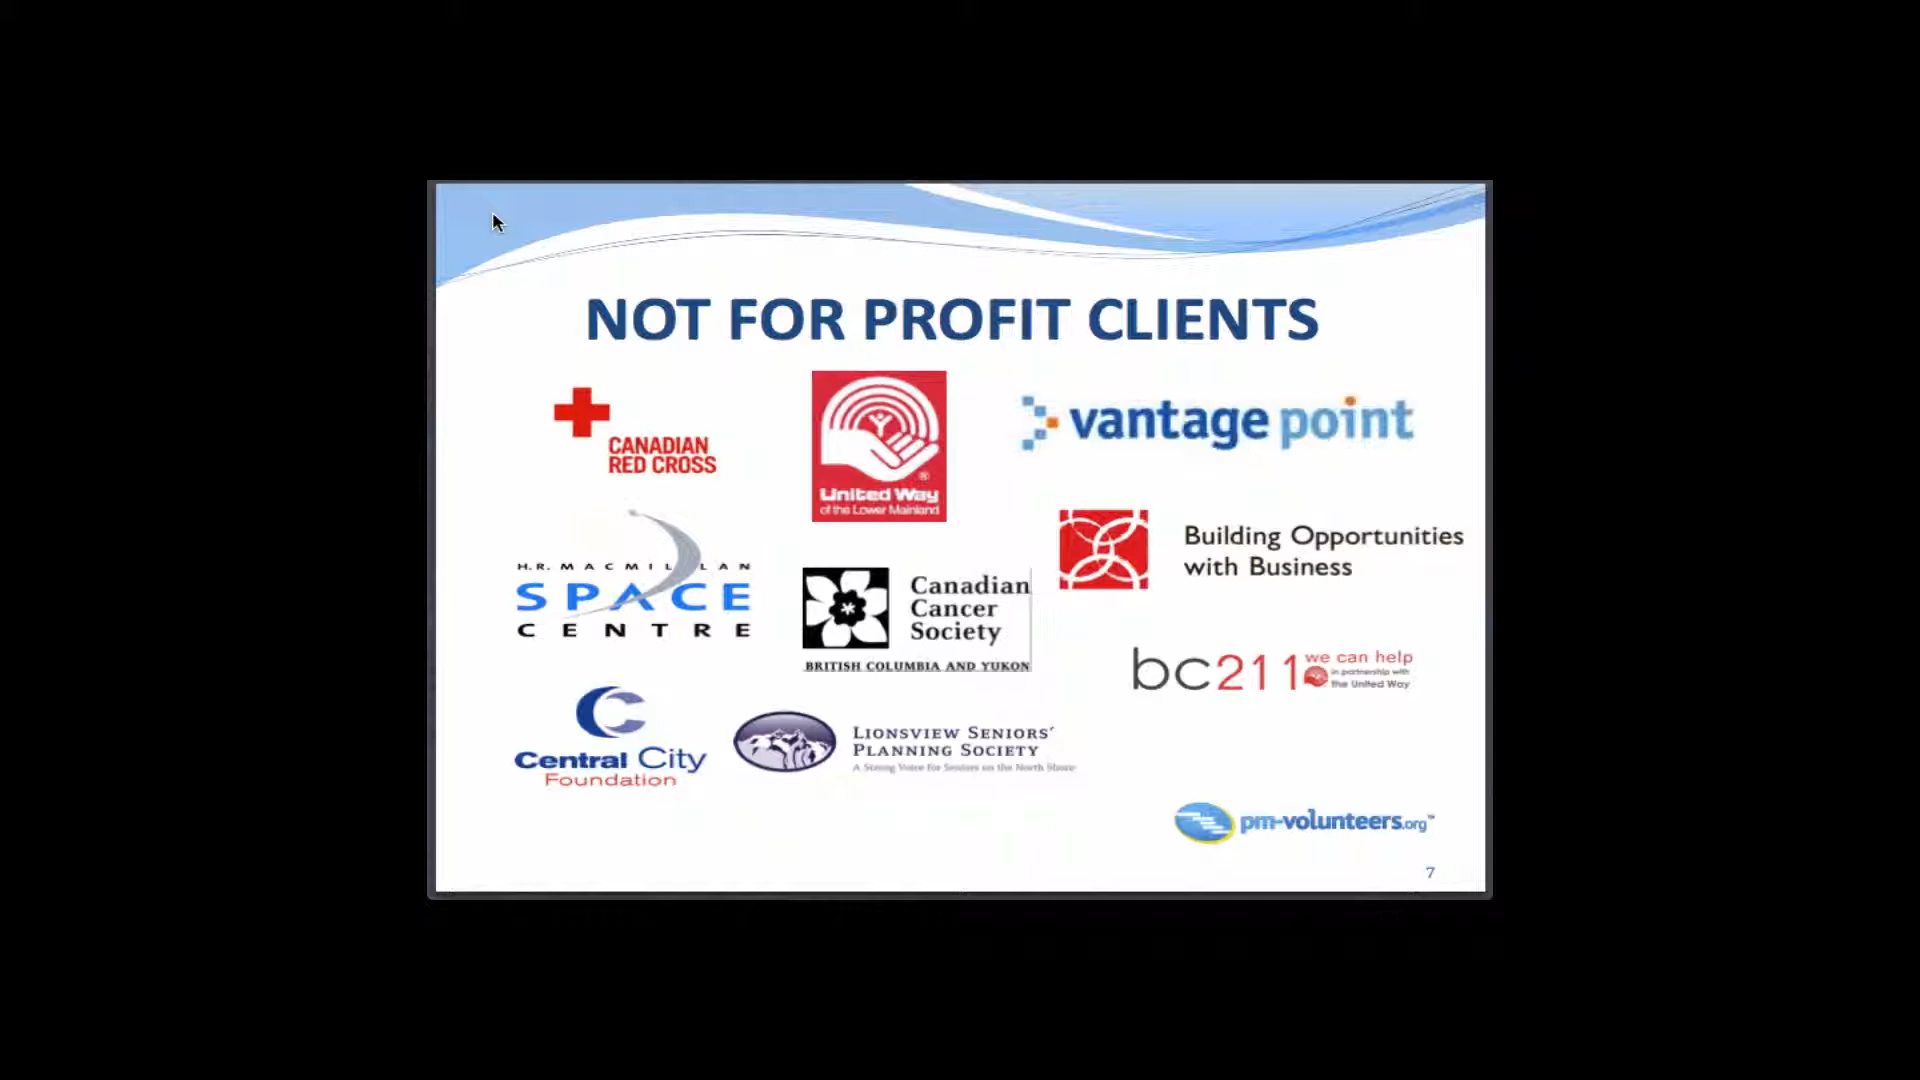 NOT FOR PROFIT CLIENTS
CANADIAN
RED CROSS
United Way
of the Lower Mainland
vantage point
H.R. MACMILLAN
SPACE
CENTRE
Canadian
Cancer
Society
BRITISH COLUMBIA AND YUKON
Building Opportunities
with Business
bc211
we can help
in partnership with
the United Way
Central City
Foundation
LIONSVIEW SENIORS'
PLANNING SOCIETY
A Strong Voice for Seniors on the North Shore
pm-volunteers.org™
7